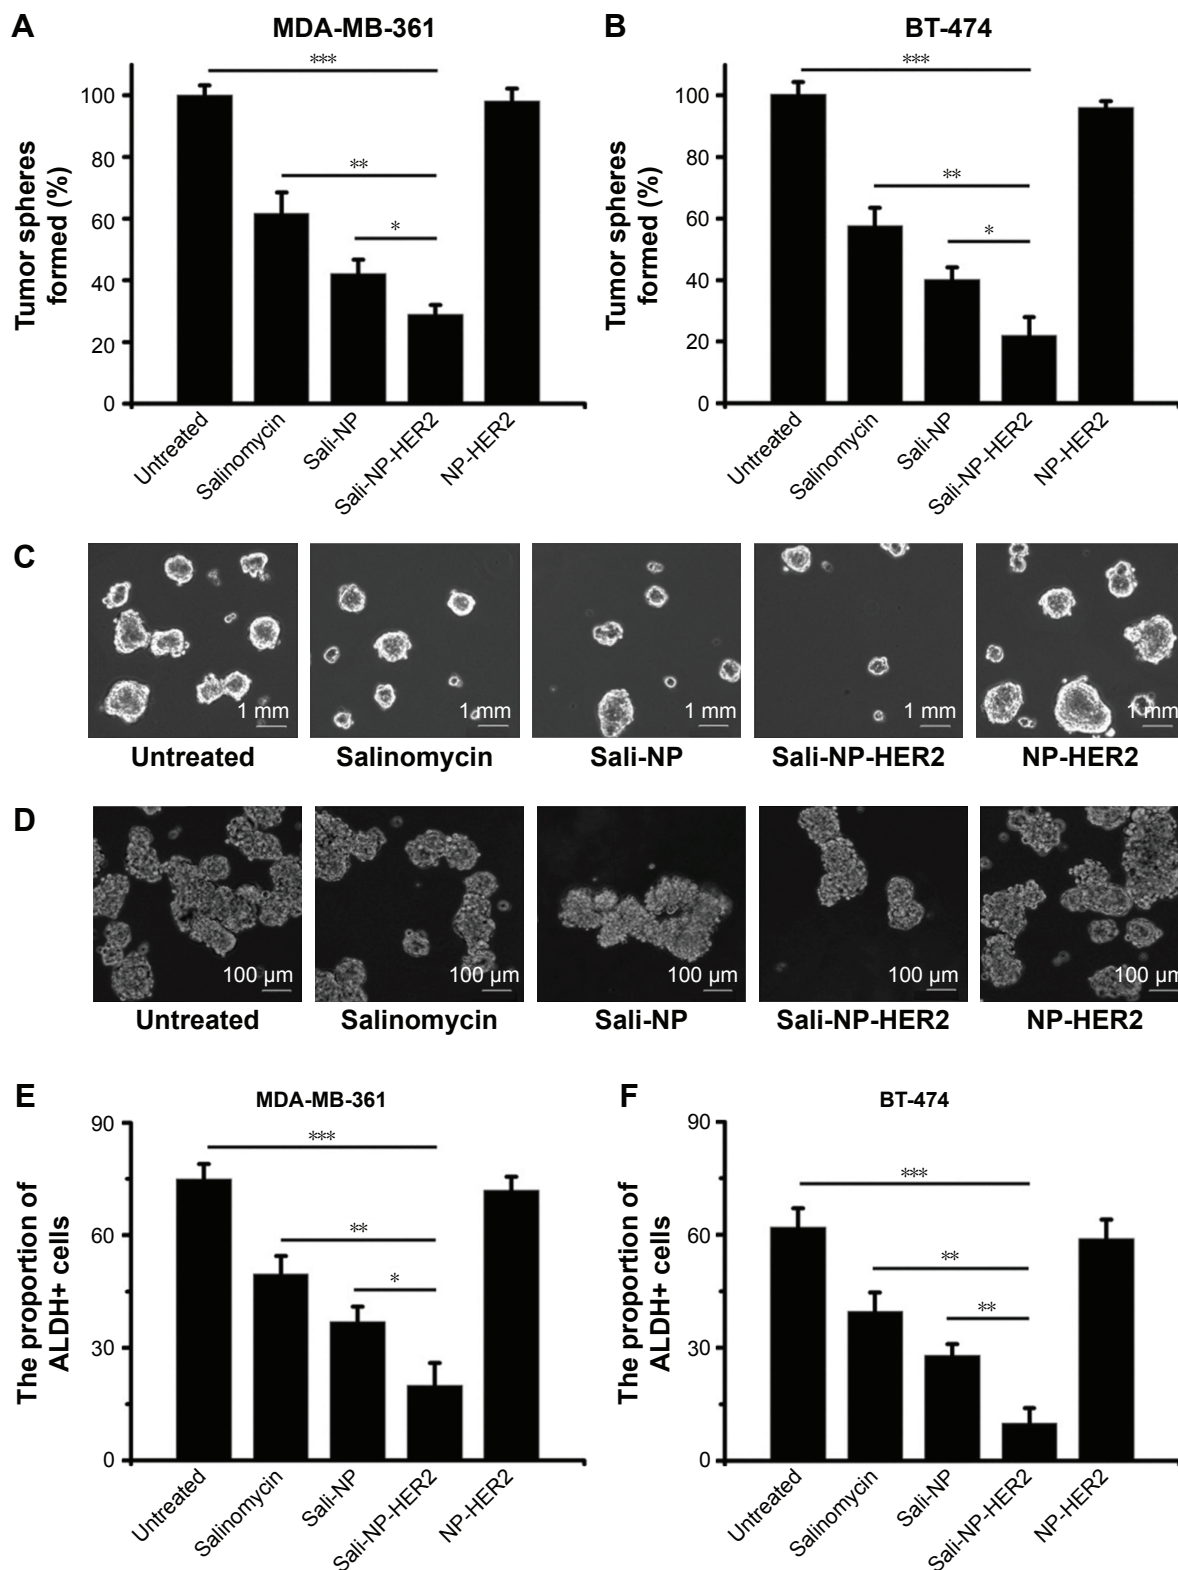 A
MDA-MB-361
Tumor spheres
formed (%)
100
80
60
40
20
0
***
**
*
Untreated
Salinomycin
Sali-NP
Sali-NP-HER2
NP-HER2
B
BT-474
Tumor spheres
formed (%)
100
80
60
40
20
0
***
**
*
Untreated
Salinomycin
Sali-NP
Sali-NP-HER2
NP-HER2
C
1 mm
1 mm
1 mm
1 mm
1 mm
Untreated
Salinomycin
Sali-NP
Sali-NP-HER2
NP-HER2
D
100 µm
100 µm
100 µm
100 µm
100 µm
Untreated
Salinomycin
Sali-NP
Sali-NP-HER2
NP-HER2
E
MDA-MB-361
The proportion of
ALDH+ cells
90
60
30
0
***
**
*
Untreated
Salinomycin
Sali-NP
Sali-NP-HER2
NP-HER2
F
BT-474
The proportion of
ALDH+ cells
90
60
30
0
***
**
**
Untreated
Salinomycin
Sali-NP
Sali-NP-HER2
NP-HER2